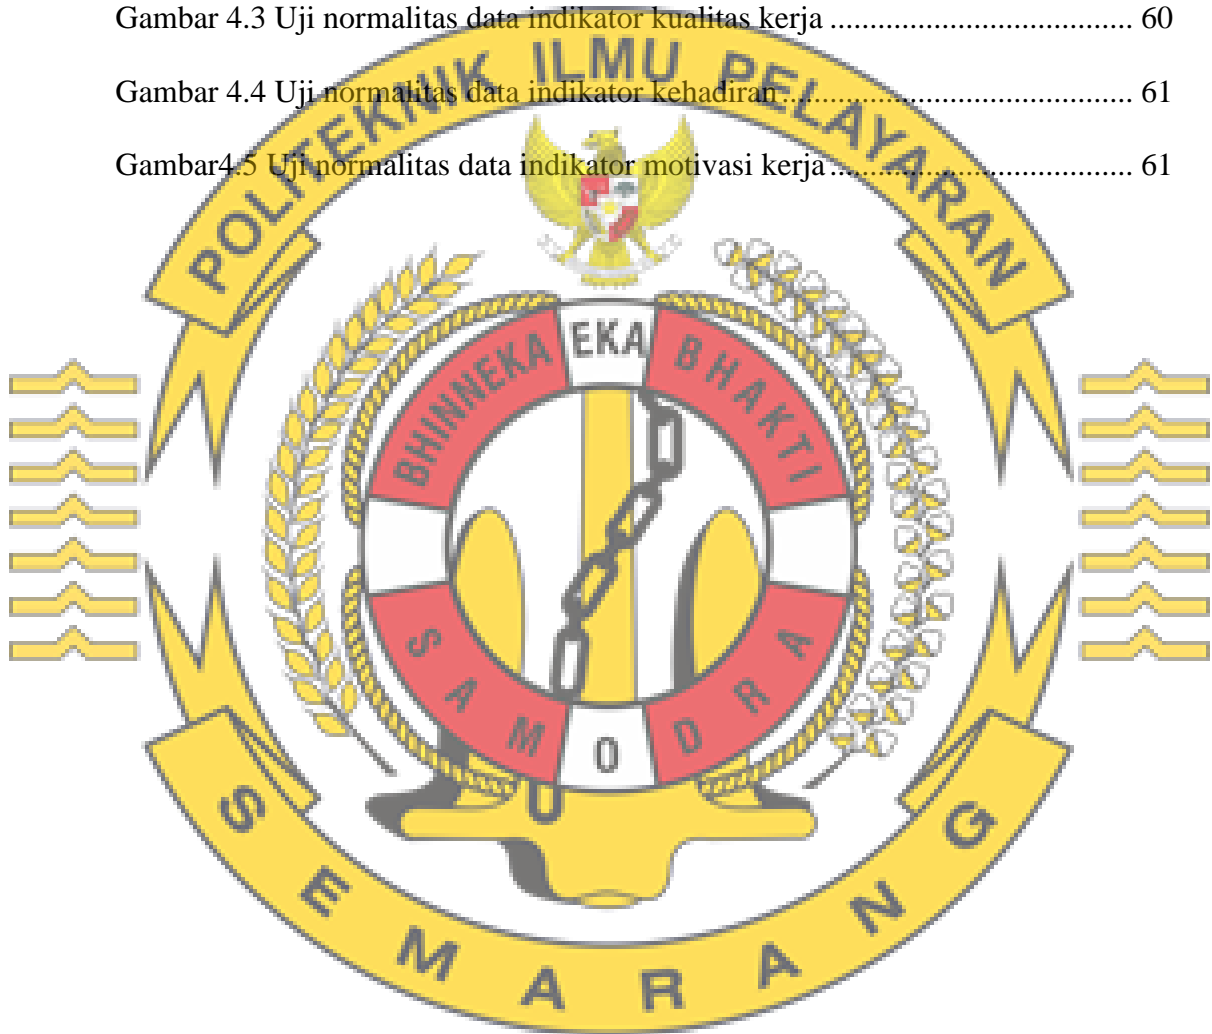 Gambar 4.3 Uji normalitas data indikator kualitas kerja .................................. 60
Gambar 4.4 Uji normalitas data indikator kehadiran ........................................ 61
Gambar4.5 Uji normalitas data indikator motivasi kerja .................................. 61
POLITEKNIK ILMU PELAYARAN
BHINNEKA EKA BHAKTI
SAMODRA
SEMARANG